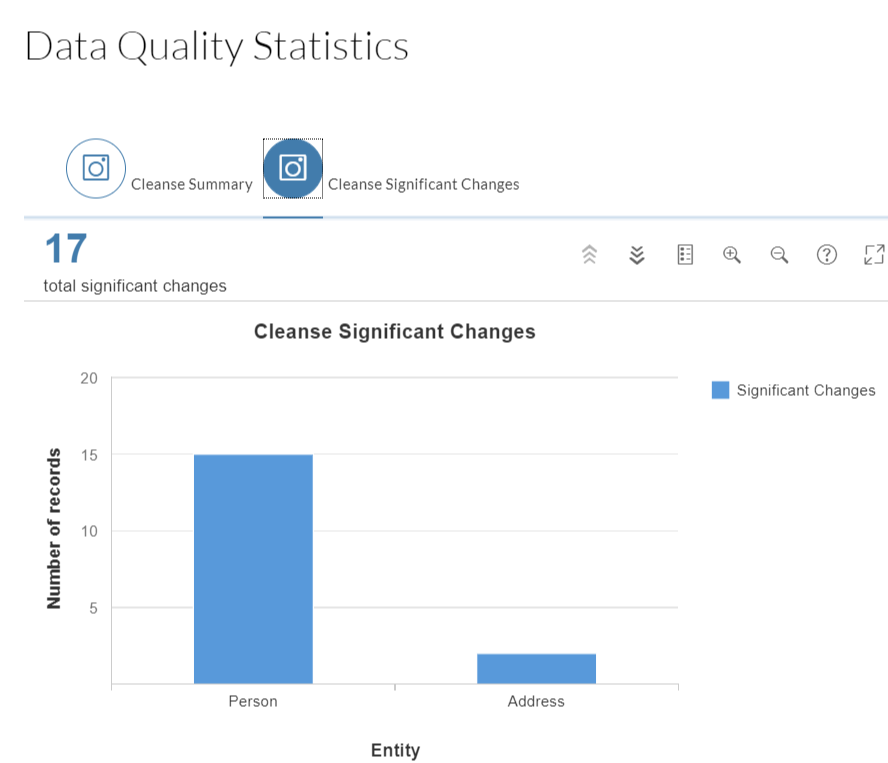 Data Quality Statistics
Cleanse Summary
Cleanse Significant Changes
17
total significant changes
Cleanse Significant Changes
20
15
10
5
Number of records
Significant Changes
Person
Address
Entity